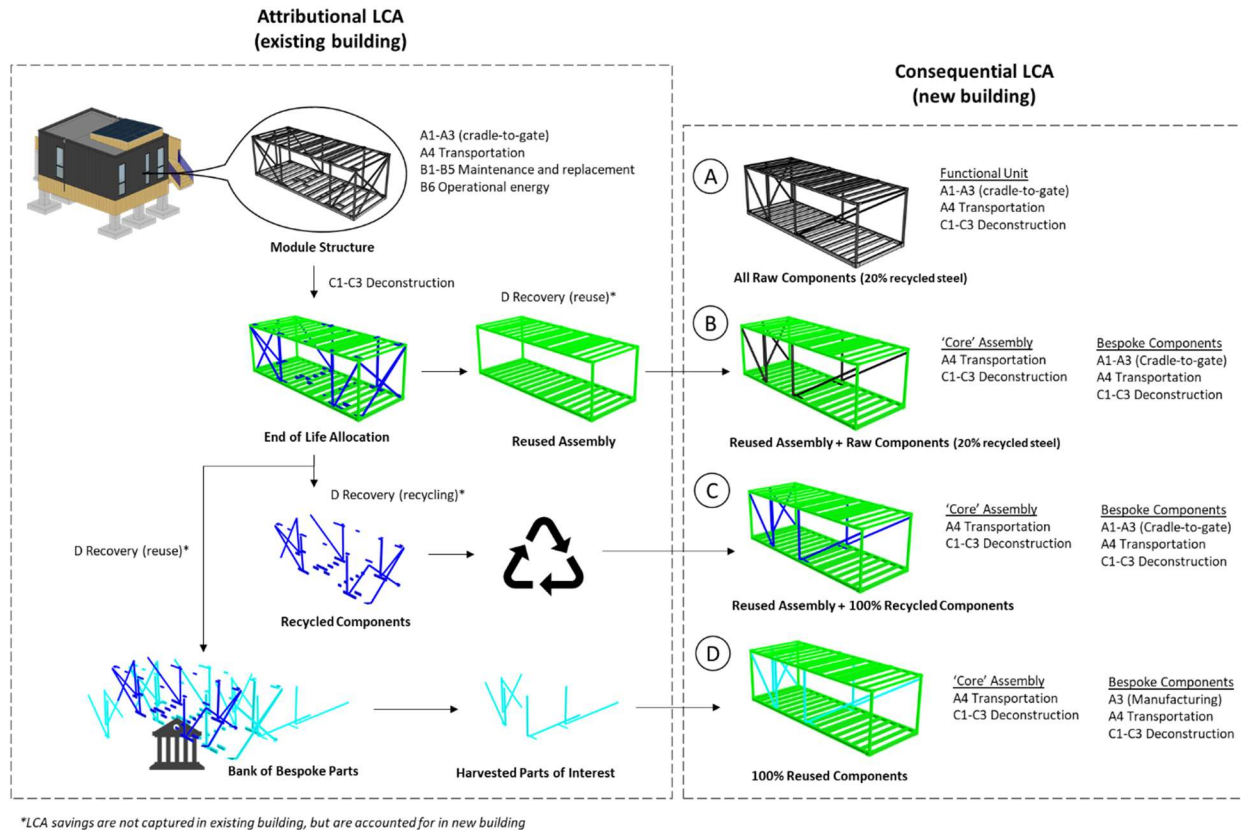 Attributional LCA
(existing building)
A1-A3 (cradle-to-gate)
A4 Transportation
B1-B5 Maintenance and replacement
B6 Operational energy
Module Structure
C1-C3 Deconstruction
D Recovery (reuse)*
End of Life Allocation
Reused Assembly
D Recovery (recycling)*
D Recovery (reuse)*
Recycled Components
Bank of Bespoke Parts
Harvested Parts of Interest
Consequential LCA
(new building)
A
Functional Unit
A1-A3 (cradle-to-gate)
A4 Transportation
C1-C3 Deconstruction
All Raw Components (20% recycled steel)
B
'Core' Assembly
A4 Transportation
C1-C3 Deconstruction
Bespoke Components
A1-A3 (Cradle-to-gate)
A4 Transportation
C1-C3 Deconstruction
Reused Assembly + Raw Components (20% recycled steel)
C
'Core' Assembly
A4 Transportation
C1-C3 Deconstruction
Bespoke Components
A1-A3 (Cradle-to-gate)
A4 Transportation
C1-C3 Deconstruction
Reused Assembly + 100% Recycled Components
D
'Core' Assembly
A4 Transportation
C1-C3 Deconstruction
Bespoke Components
A3 (Manufacturing)
A4 Transportation
C1-C3 Deconstruction
100% Reused Components
*LCA savings are not captured in existing building, but are accounted for in new building